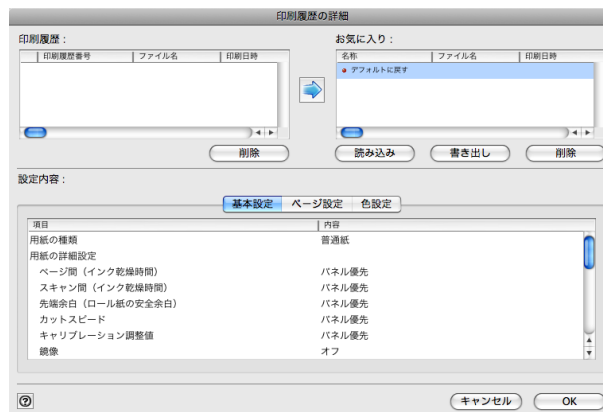 印刷履歴の詳細
印刷履歴：
印刷履歴番号 ファイル名 印刷日時
削除
お気に入り：
名称 ファイル名 印刷日時
デフォルトに戻す
読み込み 書き出し 削除
設定内容：
基本設定 ページ設定 色設定
項目 内容
用紙の種類 普通紙
用紙の詳細設定
ページ間（インク乾燥時間） パネル優先
スキャン間（インク乾燥時間） パネル優先
先端余白（ロール紙の安全余白） パネル優先
カットスピード パネル優先
キャリブレーション調整値 パネル優先
鏡像 オフ
?
キャンセル OK